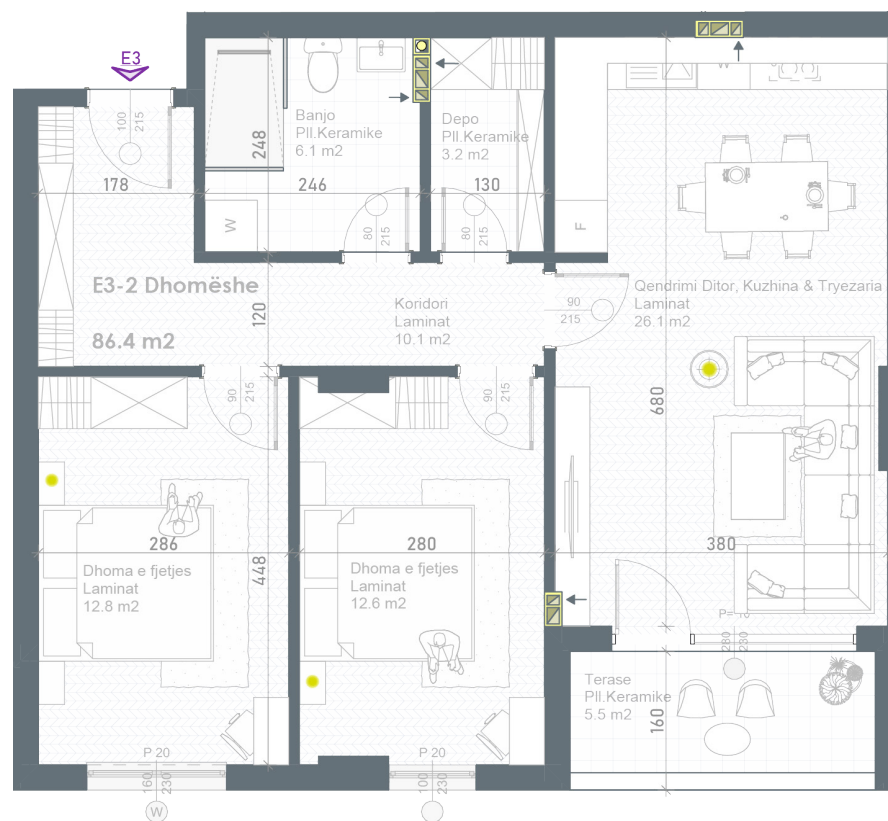 E3
100
215
Banjo
Pll.Keramike
6.1 m2
248
178
246
W
80
215
Depo
Pll.Keramike
3.2 m2
130
80
215
W
F
E3-2 Dhomëshe
86.4 m2
120
Koridori
Laminat
10.1 m2
90
215
Qendrimi Ditor, Kuzhina & Tryezaria
Laminat
26.1 m2
680
90
215
90
215
286
448
280
380
Dhoma e fjetjes
Laminat
12.8 m2
Dhoma e fjetjes
Laminat
12.6 m2
280
230
Terase
Pll.Keramike
5.5 m2
160
P 20
160
230
W
P 20
100
230